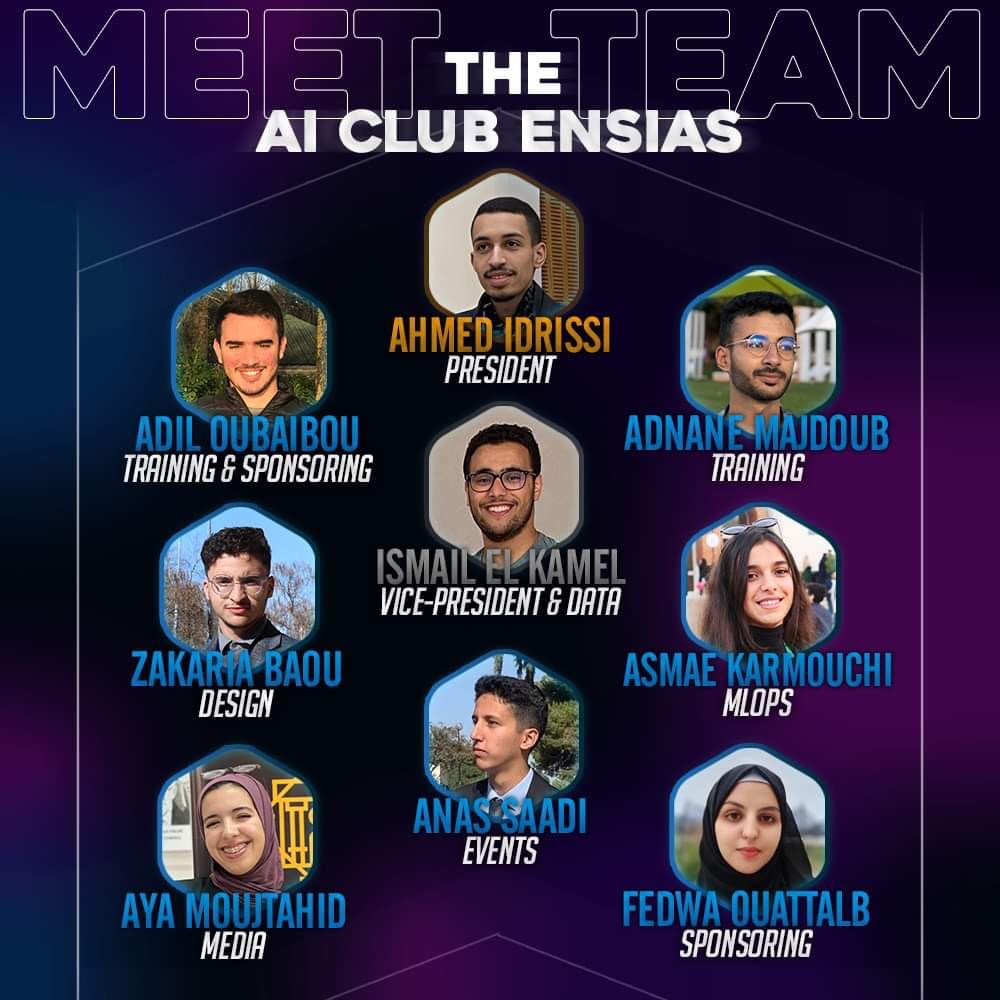 MEET TEAM
THE
AI CLUB ENSIAS
AHMED IDRISSI
PRESIDENT
ADIL OUBAIBOU
TRAINING & SPONSORING
ADNANE MAJDOUB
TRAINING
ISMAIL EL KAMEL
VICE-PRESIDENT & DATA
ZAKARIA BAOU
DESIGN
ASMAE KARMOUCHI
MLOPS
ANAS SAADI
EVENTS
AYA MOUJTAHID
MEDIA
FEDWA OUATTALB
SPONSORING